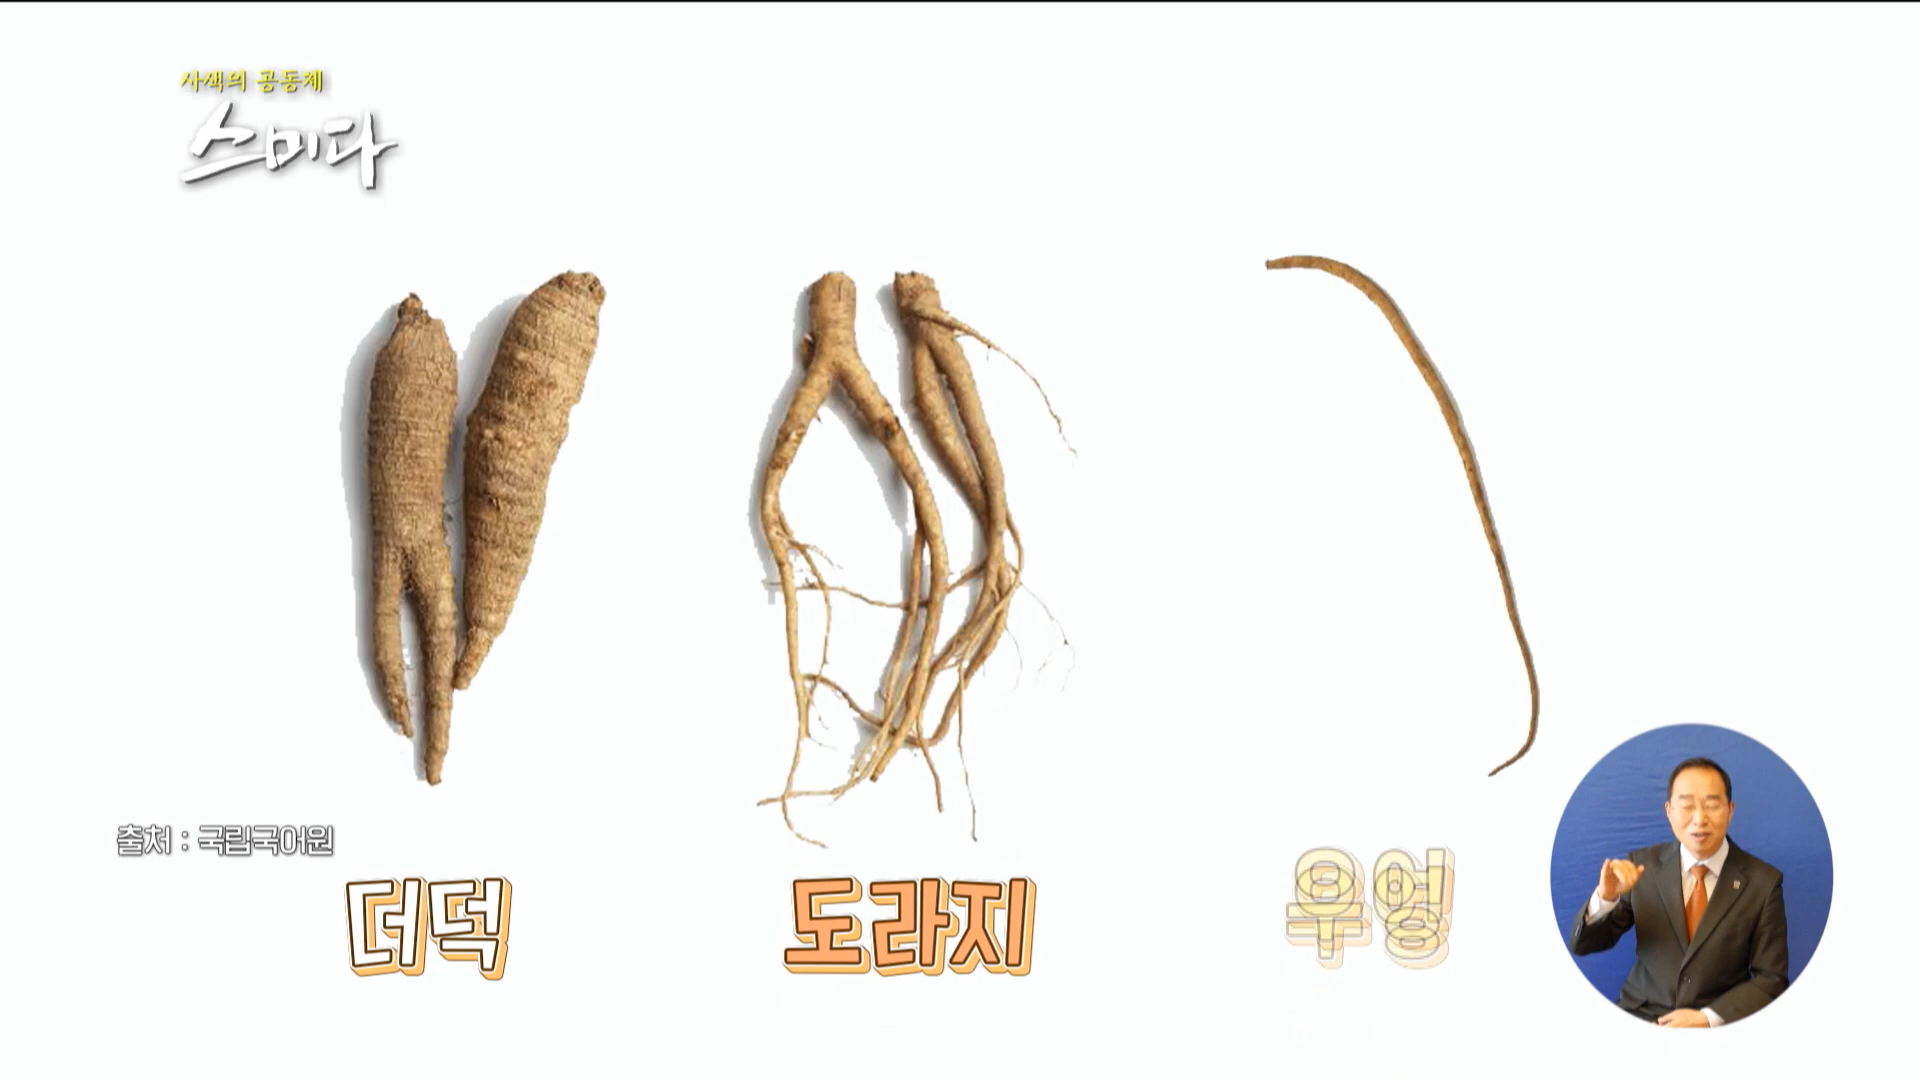 사색의 공동체
스미다
출처 : 국립국어원
더덕
도라지
우엉